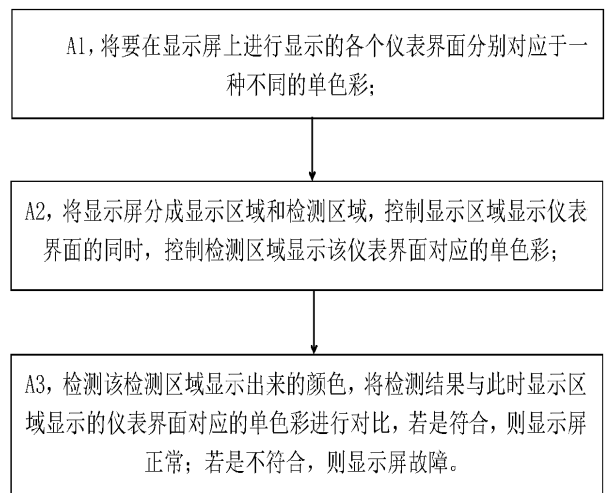 A1，将要在显示屏上进行显示的各个仪表界面分别对应于一
种不同的单色彩；
A2，将显示屏分成显示区域和检测区域，控制显示区域显示仪表
界面的同时，控制检测区域显示该仪表界面对应的单色彩；
A3，检测该检测区域显示出来的颜色，将检测结果与此时显示区
域显示的仪表界面对应的单色彩进行对比，若是符合，则显示屏
正常；若是不符合，则显示屏故障。